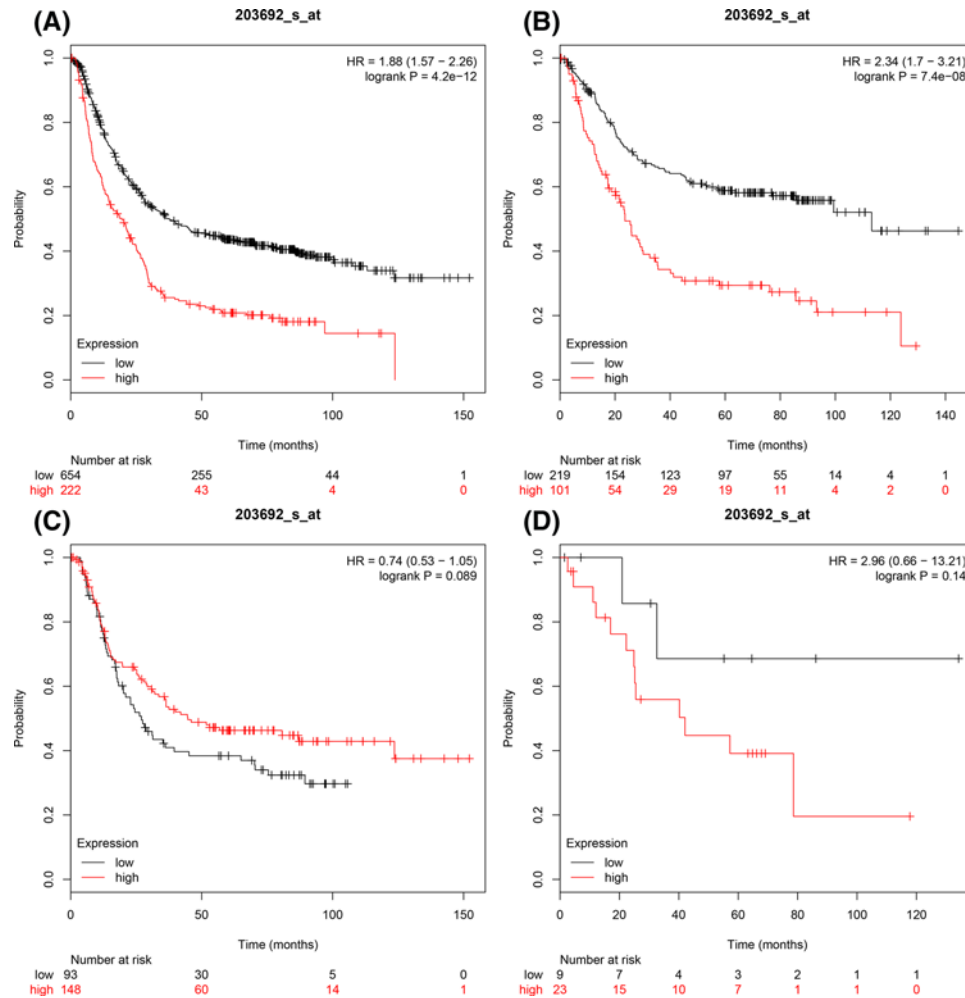 (A)
203692_s_at
HR = 1.88 (1.57 − 2.26)
logrank P = 4.2e−12
Probability
1.0
0.8
0.6
0.4
0.2
0.0
Expression
low
high
0 50 100 150
Time (months)
Number at risk
low 654 255 44 1
high 222 43 4 0
(B)
203692_s_at
HR = 2.34 (1.7 − 3.21)
logrank P = 7.4e−08
Probability
1.0
0.8
0.6
0.4
0.2
0.0
Expression
low
high
0 20 40 60 80 100 120 140
Time (months)
Number at risk
low 219 154 123 97 55 14 4 1
high 101 54 29 19 11 4 2 0
(C)
203692_s_at
HR = 0.74 (0.53 − 1.05)
logrank P = 0.089
Probability
1.0
0.8
0.6
0.4
0.2
0.0
Expression
low
high
0 50 100 150
Time (months)
Number at risk
low 93 30 5 0
high 148 60 14 1
(D)
203692_s_at
HR = 2.96 (0.66 − 13.21)
logrank P = 0.14
Probability
1.0
0.8
0.6
0.4
0.2
0.0
Expression
low
high
0 20 40 60 80 100 120
Time (months)
Number at risk
low 9 7 4 3 2 1 1
high 23 15 10 7 1 1 0